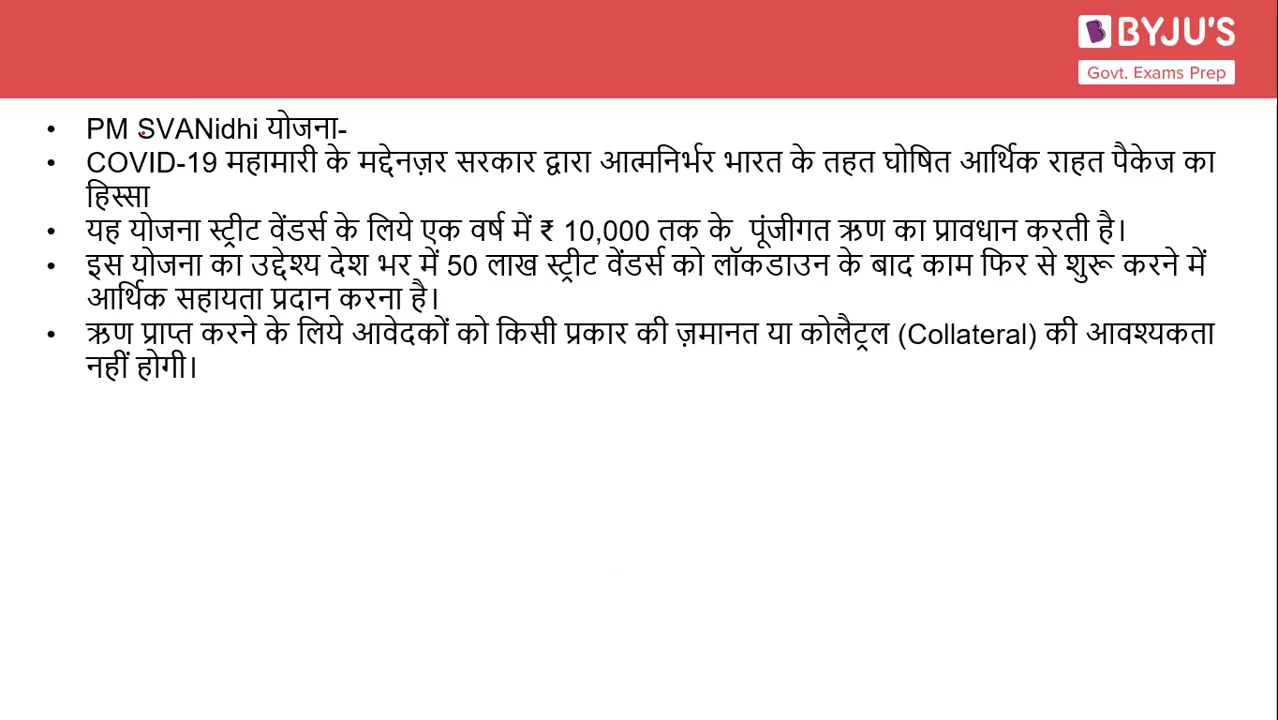 BYJU'S
Govt. Exams Prep
• PM SVANidhi योजना-
• COVID-19 महामारी के मद्देनज़र सरकार द्वारा आत्मनिर्भर भारत के तहत घोषित आर्थिक राहत पैकेज का
हिस्सा
• यह योजना स्ट्रीट वेंडर्स के लिये एक वर्ष में ₹ 10,000 तक के पूंजीगत ऋण का प्रावधान करती है।
• इस योजना का उद्देश्य देश भर में 50 लाख स्ट्रीट वेंडर्स को लॉकडाउन के बाद काम फिर से शुरू करने में
आर्थिक सहायता प्रदान करना है।
• ऋण प्राप्त करने के लिये आवेदकों को किसी प्रकार की ज़मानत या कोलैट्रल (Collateral) की आवश्यकता
नहीं होगी।